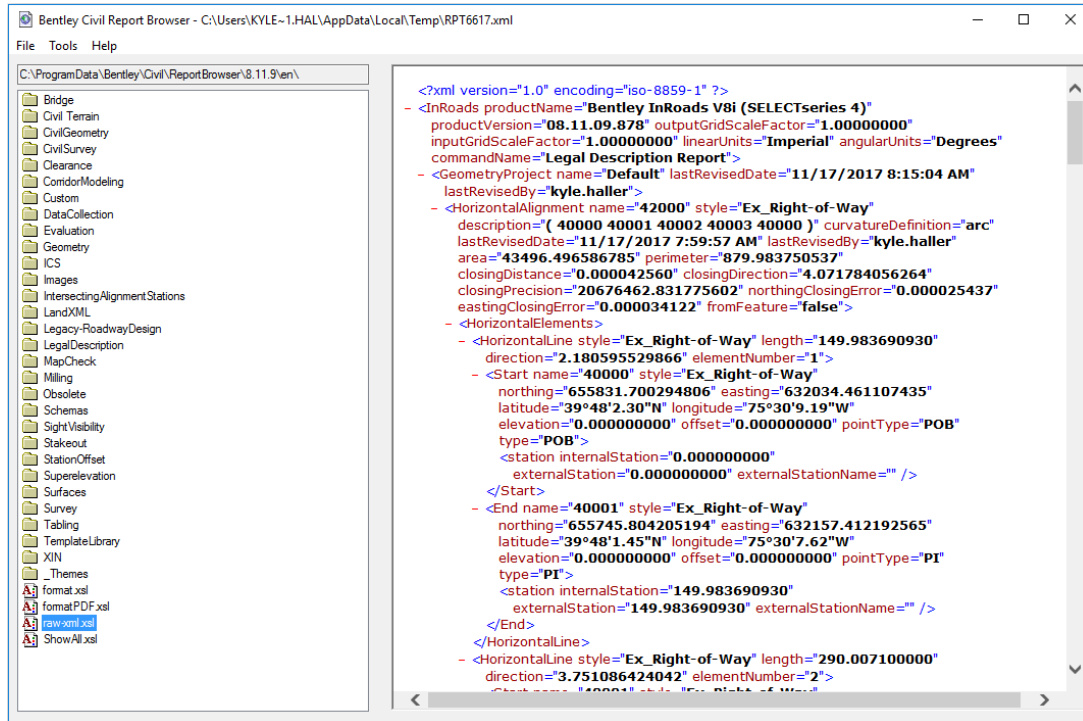 Bentley Civil Report Browser - C:\Users\KYLE~1.HAL\AppData\Local\Temp\RPT6617.xml
File Tools Help
C:\ProgramData\Bentley\Civil\ReportBrowser\8.11.9\en\
Bridge
Civil Terrain
CivilGeometry
CivilSurvey
Clearance
CorridorModeling
Custom
DataCollection
Evaluation
Geometry
ICS
Images
IntersectingAlignmentStations
LandXML
Legacy-RoadwayDesign
LegalDescription
MapCheck
Milling
Obsolete
Schemas
SightVisibility
Stakeout
StationOffset
Superelevation
Surfaces
Survey
Tabling
TemplateLibrary
XIN
_Themes
format.xsl
formatPDF.xsl
raw-xml.xsl
ShowAll.xsl
<?xml version="1.0" encoding="iso-8859-1" ?>
- <InRoads productName="Bentley InRoads V8i (SELECTseries 4)"
productVersion="08.11.09.878" outputGridScaleFactor="1.00000000"
inputGridScaleFactor="1.00000000" linearUnits="Imperial" angularUnits="Degrees"
commandName="Legal Description Report">
- <GeometryProject name="Default" lastRevisedDate="11/17/2017 8:15:04 AM"
lastRevisedBy="kyle.haller">
- <HorizontalAlignment name="42000" style="Ex_Right-of-Way"
description="( 40000 40001 40002 40003 40000 )" curvatureDefinition="arc"
lastRevisedDate="11/17/2017 7:59:57 AM" lastRevisedBy="kyle.haller"
area="43496.496586785" perimeter="879.983750537"
closingDistance="0.000042560" closingDirection="4.071784056264"
closingPrecision="20676462.831775602" northingClosingError="0.000025437"
eastingClosingError="0.000034122" fromFeature="false">
- <HorizontalElements>
- <HorizontalLine style="Ex_Right-of-Way" length="149.983690930"
direction="2.180595529866" elementNumber="1">
- <Start name="40000" style="Ex_Right-of-Way"
northing="655831.700294806" easting="632034.461107435"
latitude="39°48'2.30"N" longitude="75°30'9.19"W"
elevation="0.000000000" offset="0.000000000" pointType="POB"
type="POB">
<station internalStation="0.000000000"
externalStation="0.000000000" externalStationName="" />
</Start>
- <End name="40001" style="Ex_Right-of-Way"
northing="655745.804205194" easting="632157.412192565"
latitude="39°48'1.45"N" longitude="75°30'7.62"W"
elevation="0.000000000" offset="0.000000000" pointType="PI"
type="PI">
<station internalStation="149.983690930"
externalStation="149.983690930" externalStationName="" />
</End>
</HorizontalLine>
- <HorizontalLine style="Ex_Right-of-Way" length="290.007100000"
direction="3.751086424042" elementNumber="2">